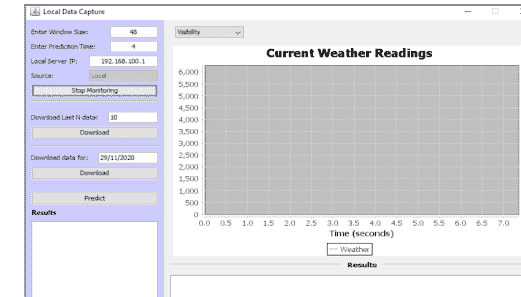 Local Data Capture
Enter Window Size: 48
Enter Prediction Time: 4
Local Server IP: 192.168.100.1
Source: Local
Stop Monitoring
Download Last N data: 10
Download
Download data for: 29/11/2020
Download
Predict
Results
Visibility
Current Weather Readings
6,000
5,500
5,000
4,500
4,000
3,500
3,000
2,500
2,000
1,500
1,000
500
0
0.0 0.5 1.0 1.5 2.0 2.5 3.0 3.5 4.0 4.5 5.0 5.5 6.0 6.5 7.0
Time (seconds)
Weather
Results